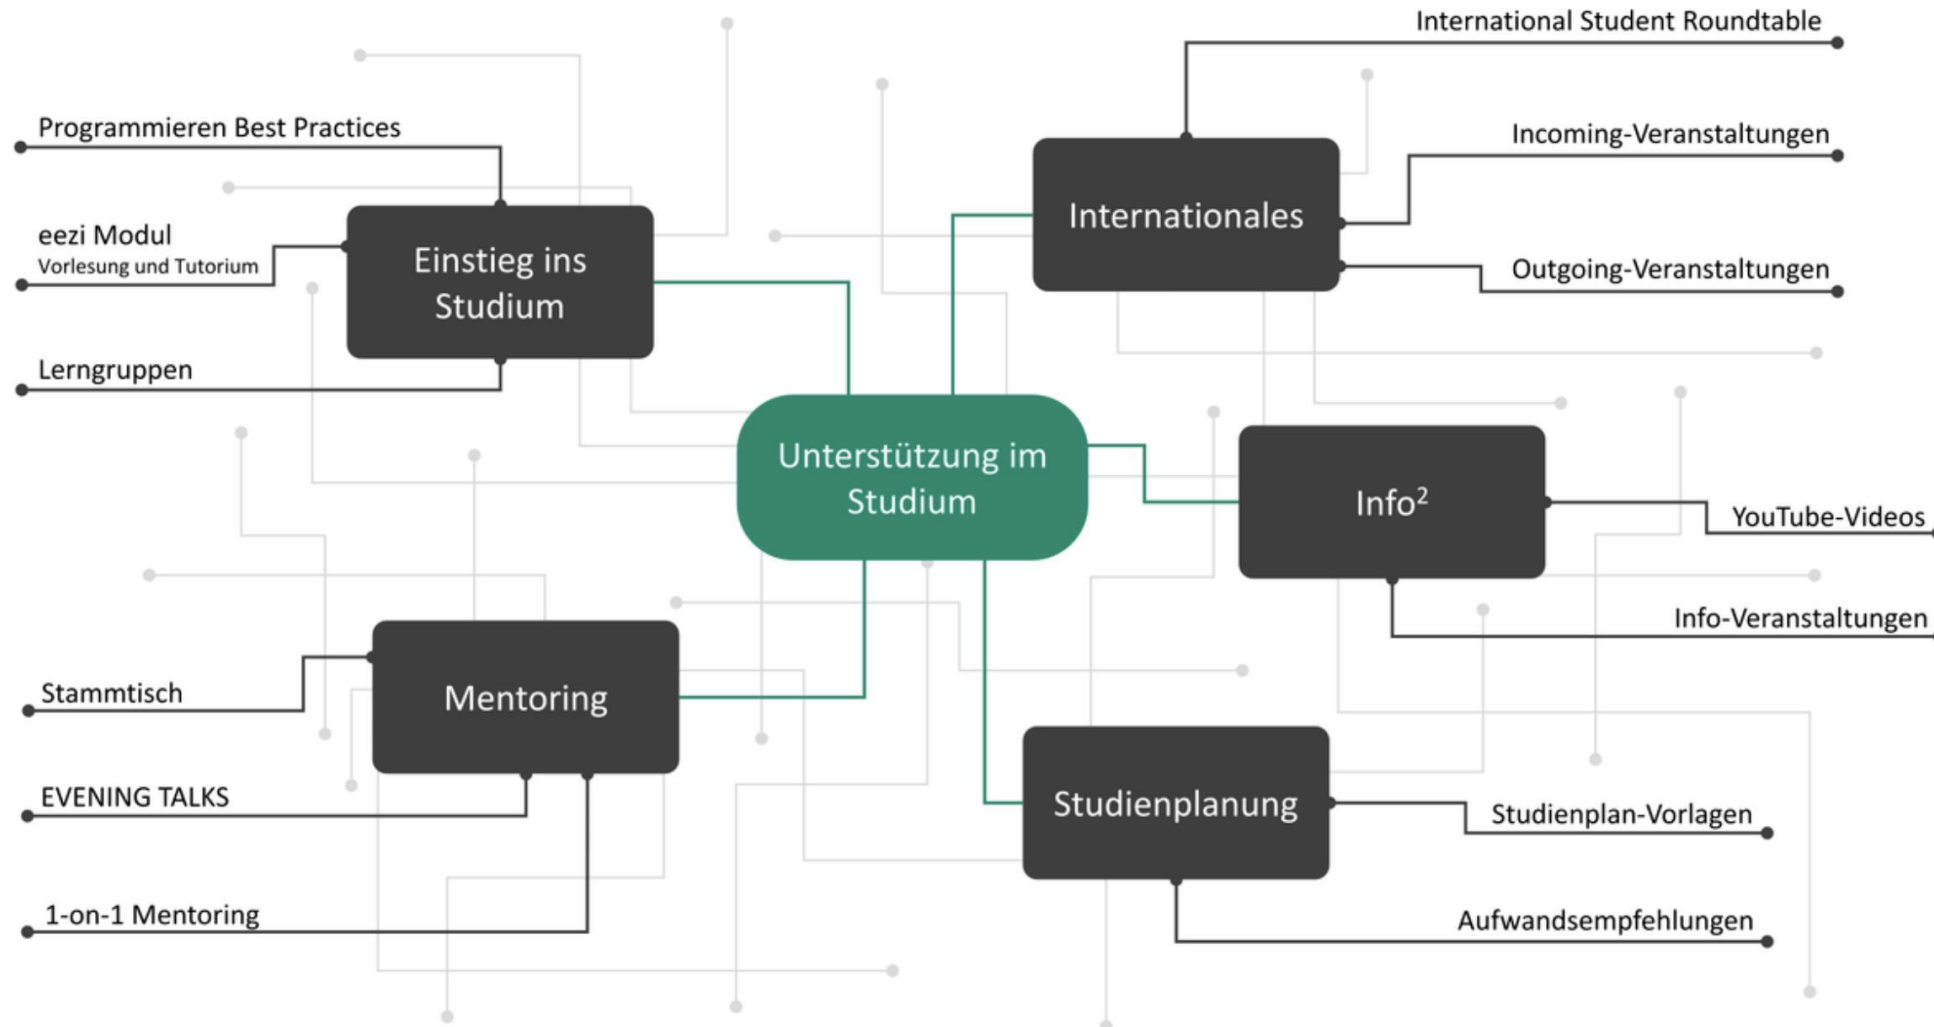 International Student Roundtable
Programmieren Best Practices
Incoming-Veranstaltungen
Internationales
eezi Modul
Vorlesung und Tutorium
Einstieg ins
Studium
Outgoing-Veranstaltungen
Lerngruppen
Unterstützung im
Studium
Info²
YouTube-Videos
Info-Veranstaltungen
Stammtisch
Mentoring
EVENING TALKS
Studienplanung
Studienplan-Vorlagen
1-on-1 Mentoring
Aufwandsempfehlungen